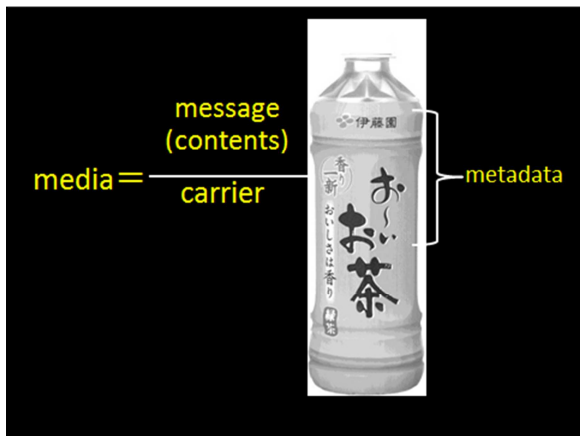 message
(contents)
media=
carrier
metadata
伊藤園
香り
一新
おいしさは香り
緑茶
お～い
お茶